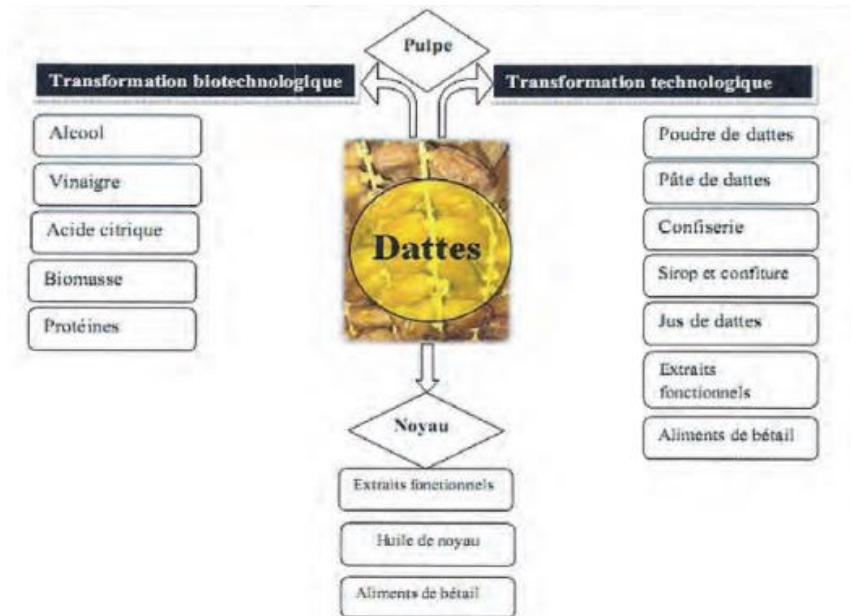 Pulpe
Transformation biotechnologique
Transformation technologique
Alcool
Vinaigre
Acide citrique
Biomasse
Protéines
Dattes
Poudre de dattes
Pâte de dattes
Confiserie
Sirop et confiture
Jus de dattes
Extraits
fonctionnels
Aliments de bétail
Noyau
Extraits fonctionnels
Huile de noyau
Aliments de bétail